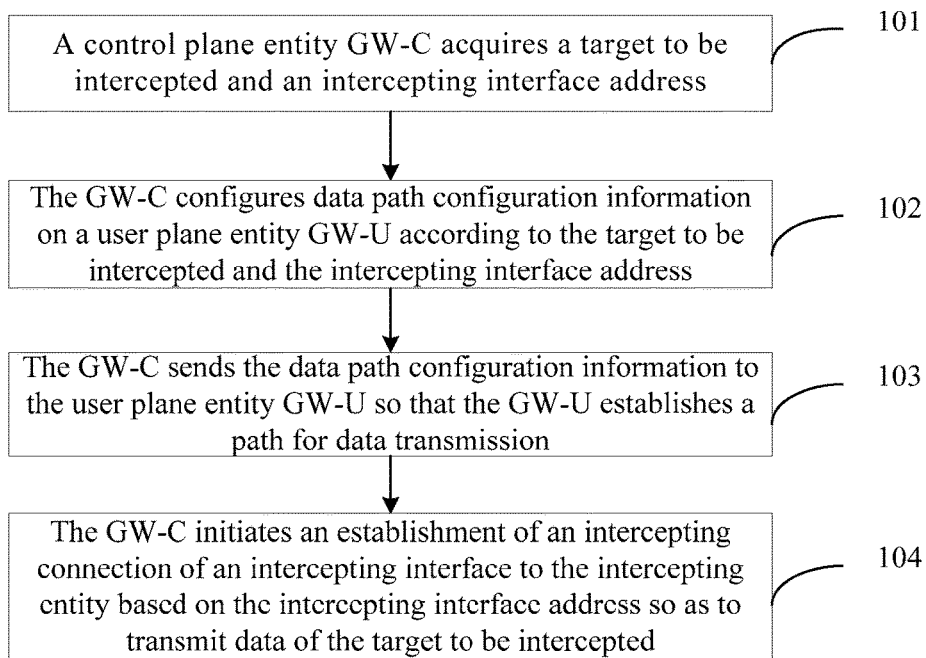 A control plane entity GW-C acquires a target to be
intercepted and an intercepting interface address
101
The GW-C configures data path configuration information
on a user plane entity GW-U according to the target to be
intercepted and the intercepting interface address
102
The GW-C sends the data path configuration information to
the user plane entity GW-U so that the GW-U establishes a
path for data transmission
103
The GW-C initiates an establishment of an intercepting
connection of an intercepting interface to the intercepting
entity based on the intercepting interface address so as to
transmit data of the target to be intercepted
104